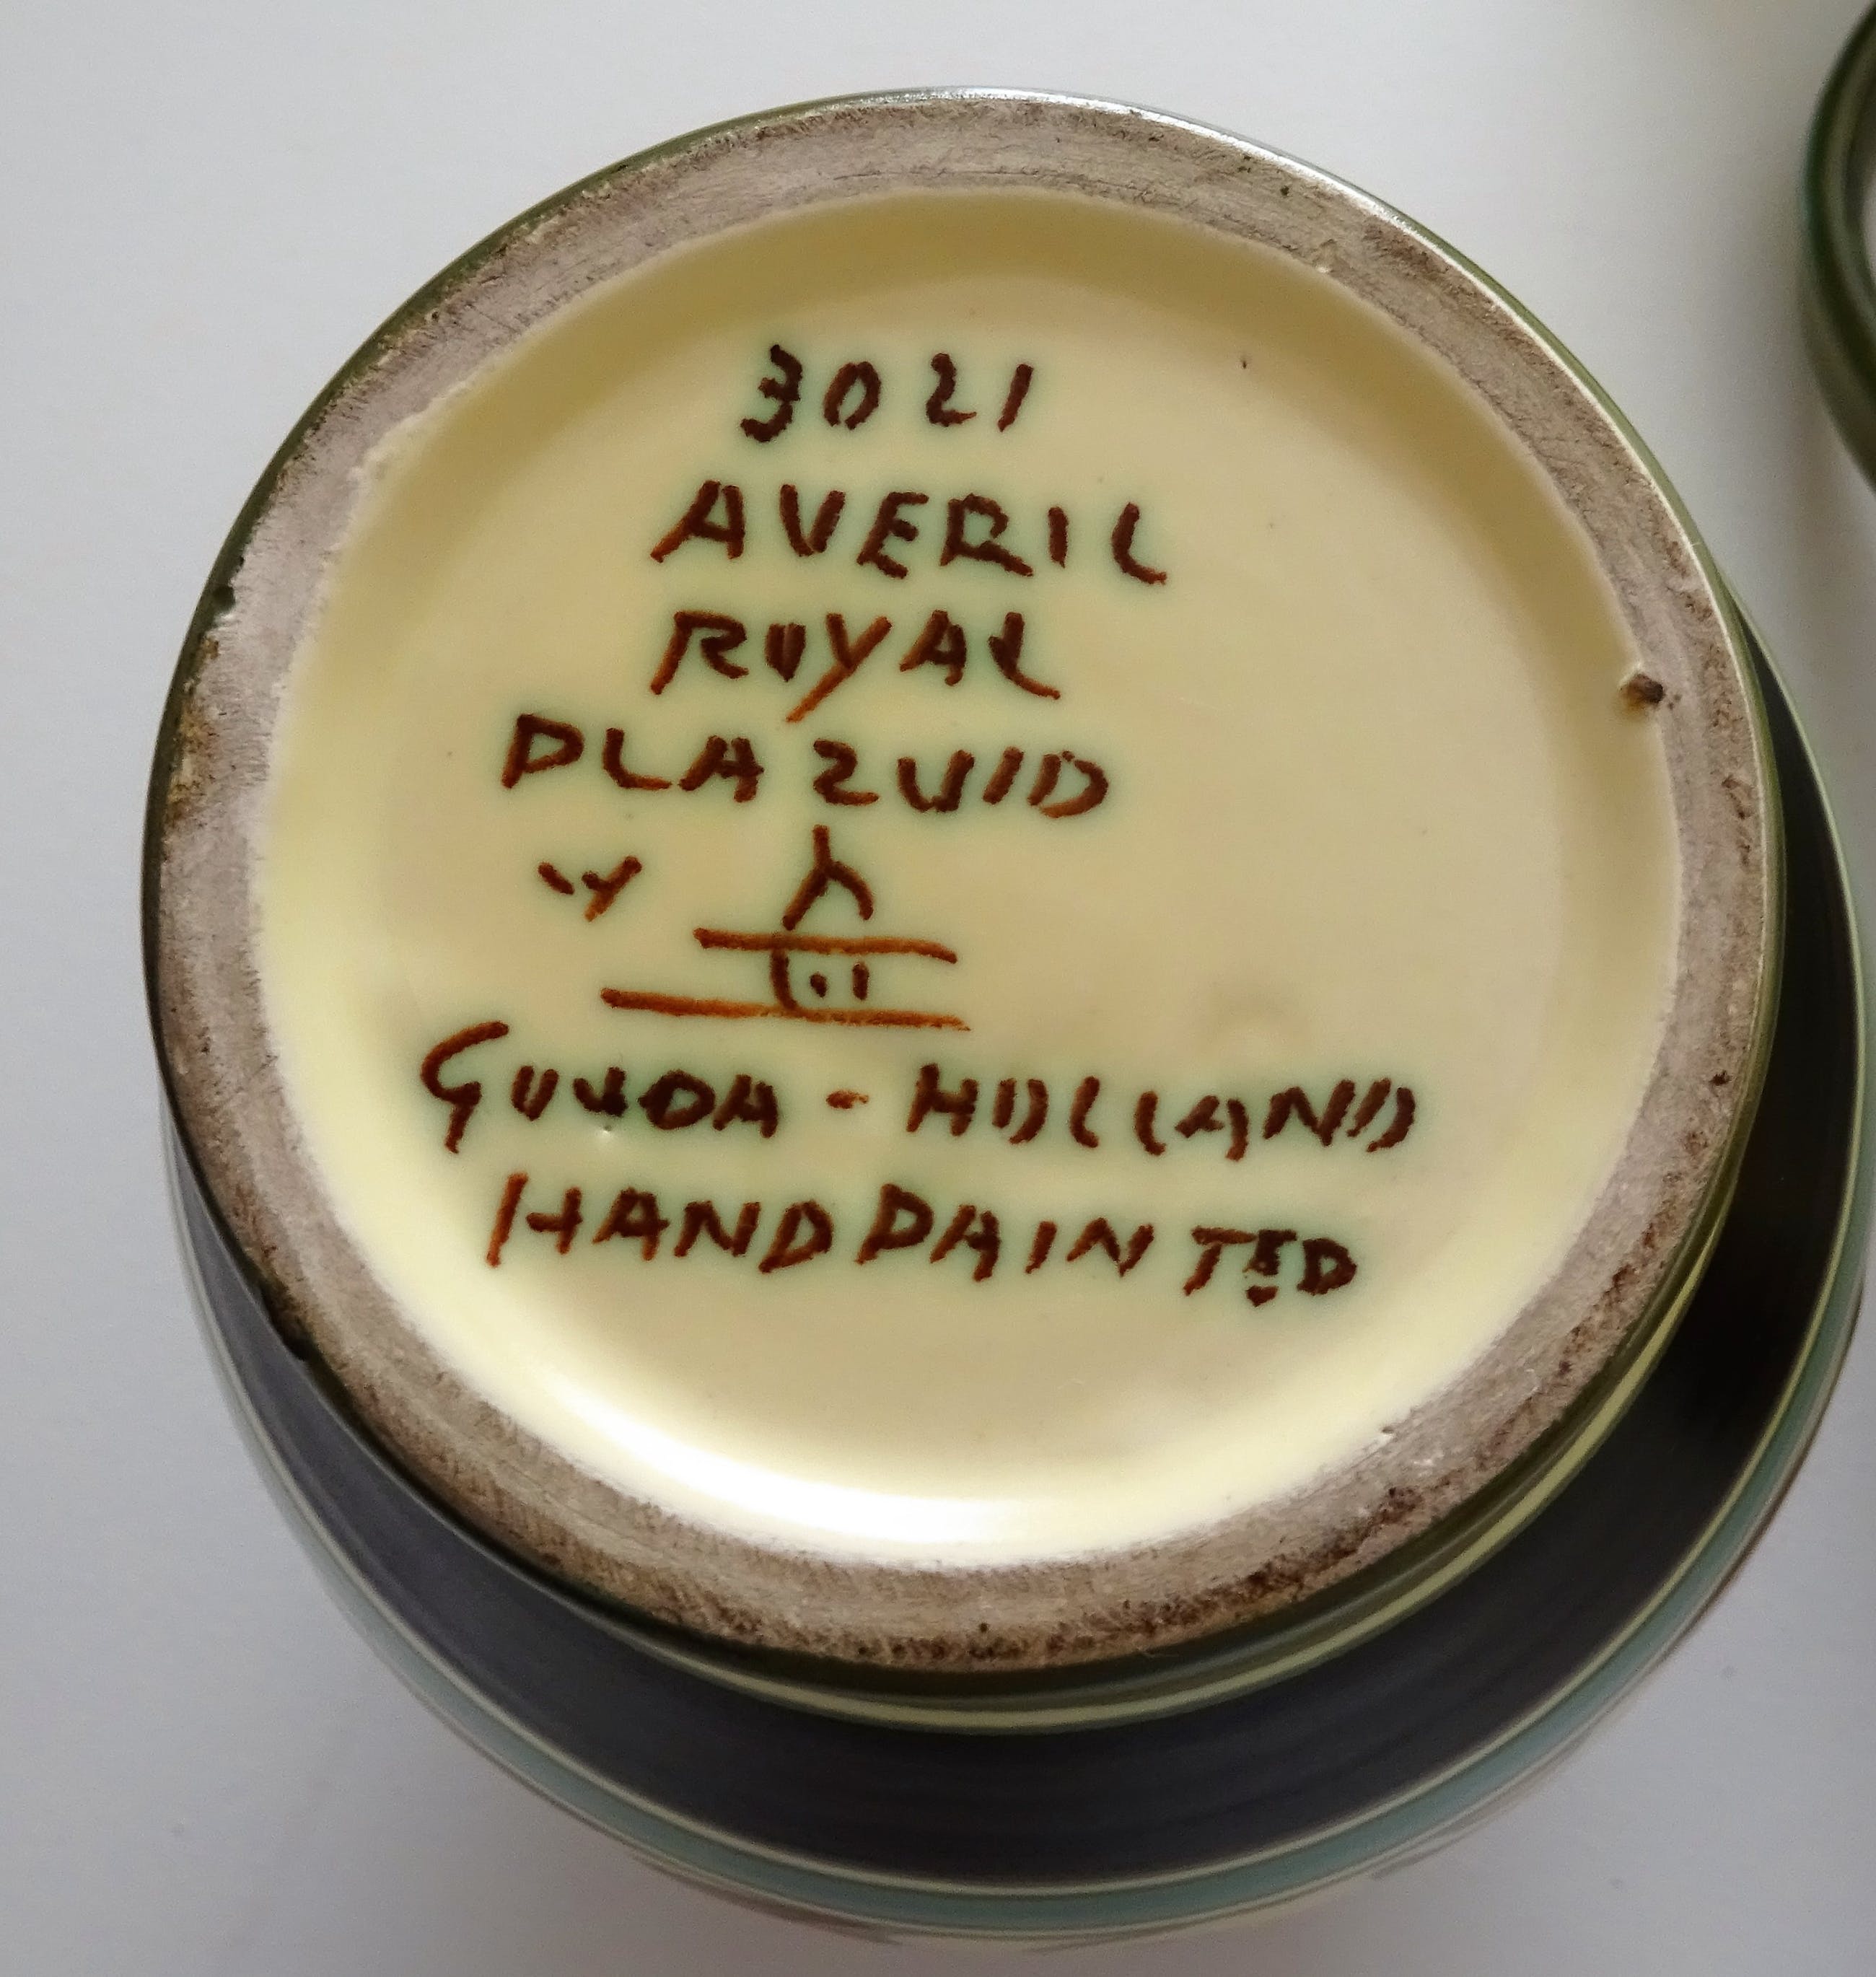 3021
AVERIL
ROYAL
PLAZUID
GOUDA - HOLLAND
HANDPAINTED